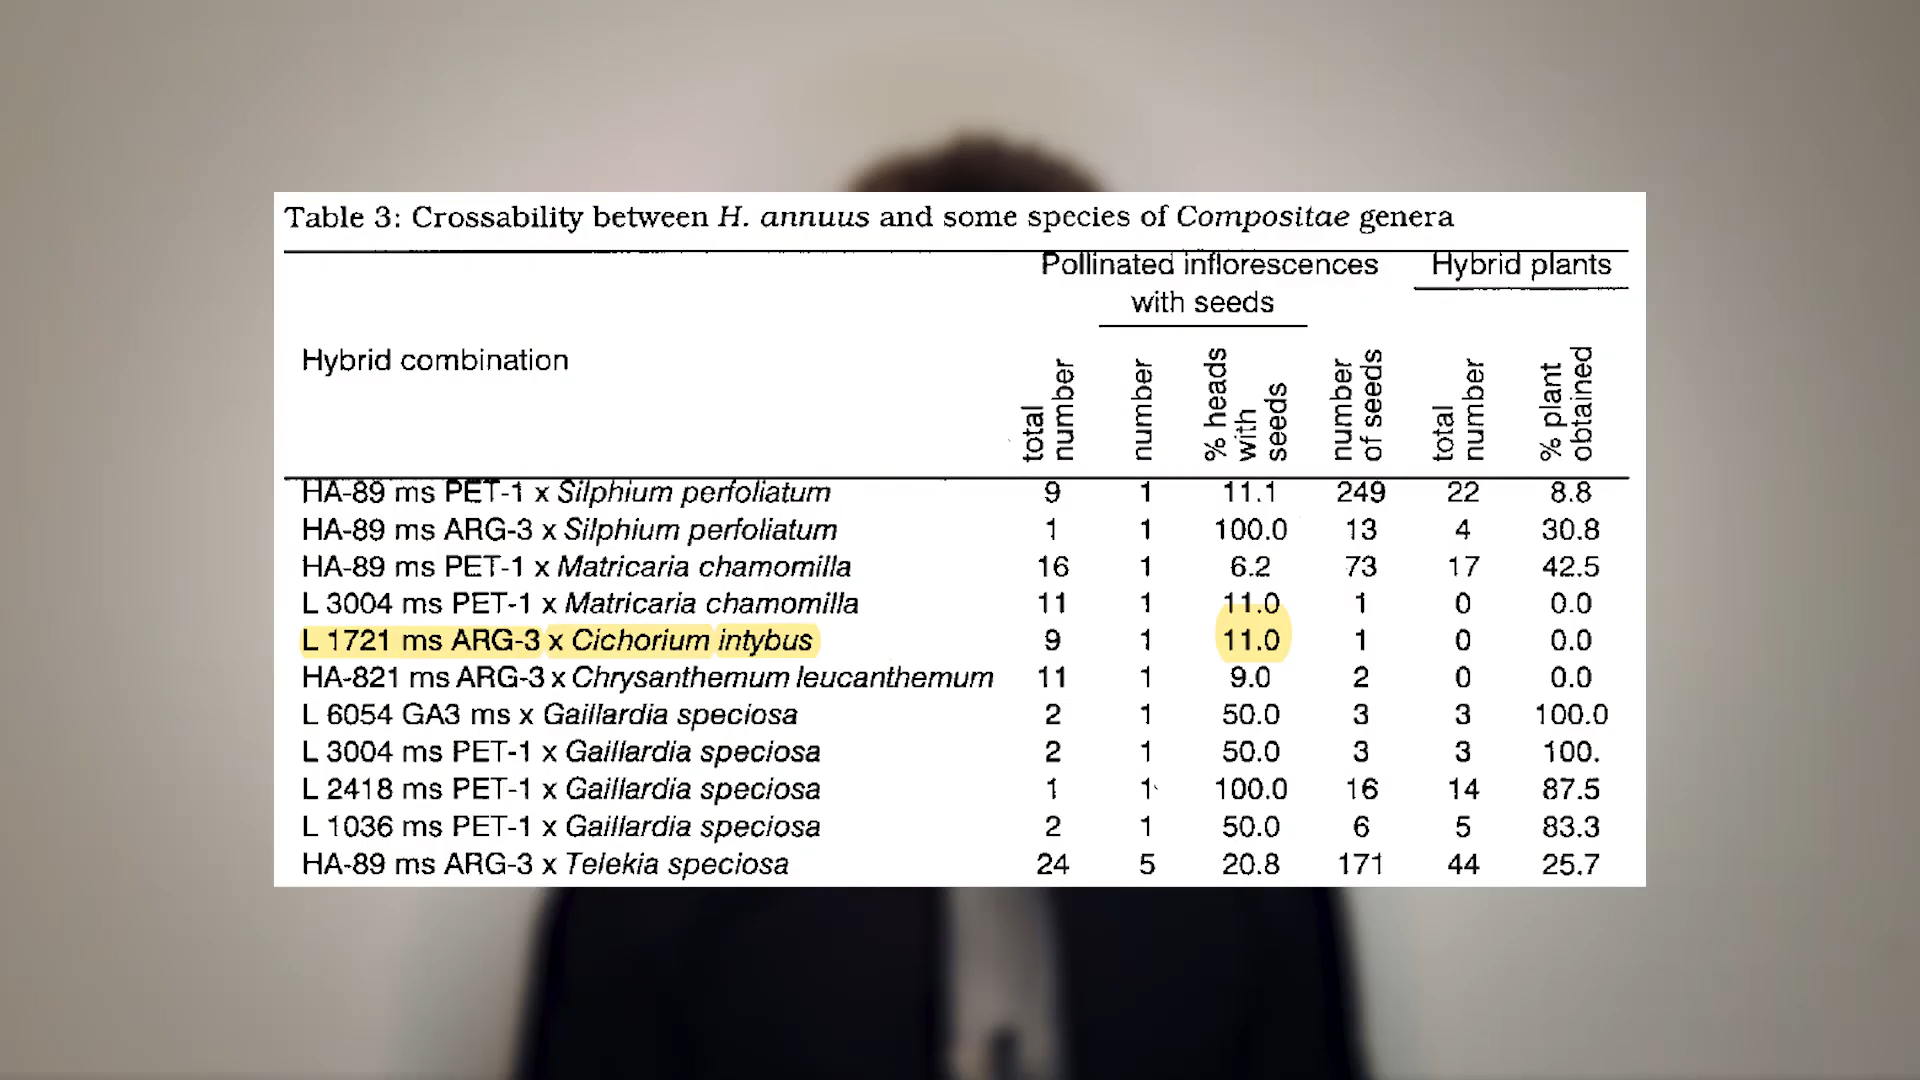 Table 3: Crossability between H. annuus and some species of Compositae genera
Pollinated inflorescences with seeds
Hybrid plants
Hybrid combination
total number
number
% heads with seeds
number of seeds
total number
% plant obtained
HA-89 ms PET-1 x Silphium perfoliatum 9 1 11.1 249 22 8.8
HA-89 ms ARG-3 x Silphium perfoliatum 1 1 100.0 13 4 30.8
HA-89 ms PET-1 x Matricaria chamomilla 16 1 6.2 73 17 42.5
L 3004 ms PET-1 x Matricaria chamomilla 11 1 11.0 1 0 0.0
L 1721 ms ARG-3 x Cichorium intybus 9 1 11.0 1 0 0.0
HA-821 ms ARG-3 x Chrysanthemum leucanthemum 11 1 9.0 2 0 0.0
L 6054 GA3 ms x Gaillardia speciosa 2 1 50.0 3 3 100.0
L 3004 ms PET-1 x Gaillardia speciosa 2 1 50.0 3 3 100.
L 2418 ms PET-1 x Gaillardia speciosa 1 1 100.0 16 14 87.5
L 1036 ms PET-1 x Gaillardia speciosa 2 1 50.0 6 5 83.3
HA-89 ms ARG-3 x Telekia speciosa 24 5 20.8 171 44 25.7